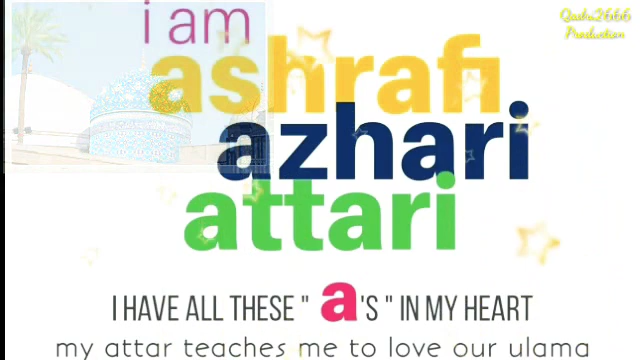 Qadri2666
Production
i am
ashrafi
azhari
attari
I HAVE ALL THESE " a'S " IN MY HEART
my attar teaches me to love our ulama